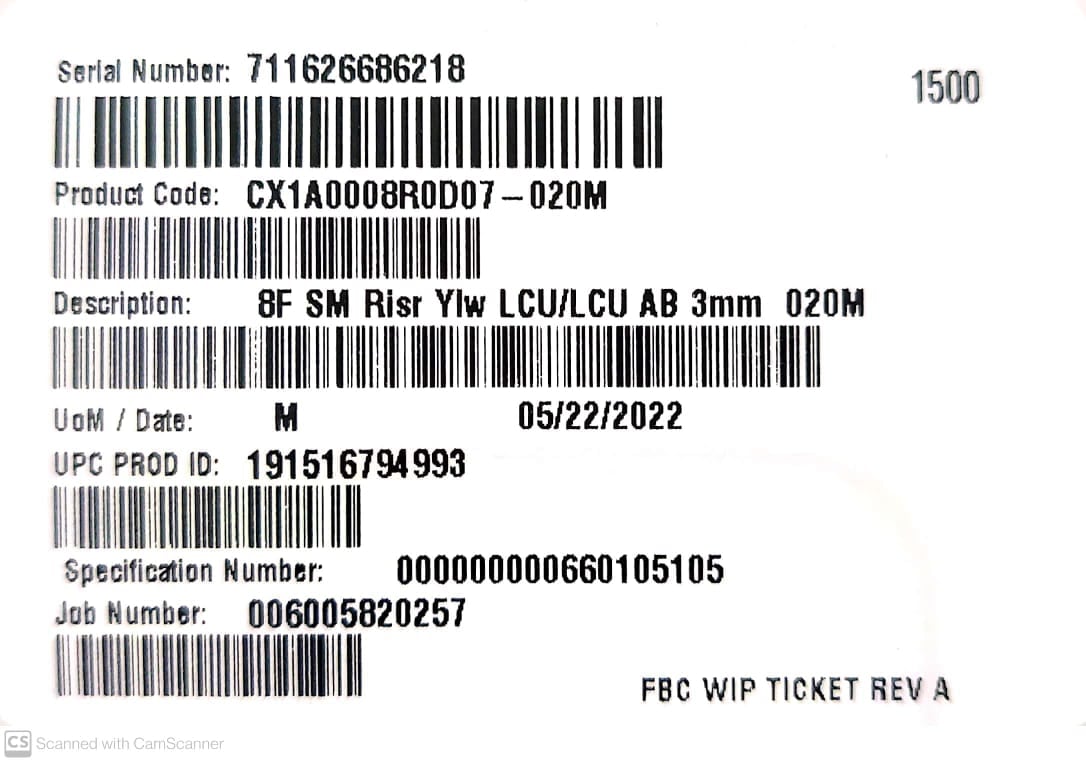 Serial Number: 711626686218
1500
Product Code: CX1A0008R0D07-020M
Description: 8F SM Risr Ylw LCU/LCU AB 3mm 020M
UoM / Date: M 05/22/2022
UPC PROD ID: 191516794993
Specification Number: 000000000660105105
Job Number: 006005820257
FBC WIP TICKET REV A
CS Scanned with CamScanner